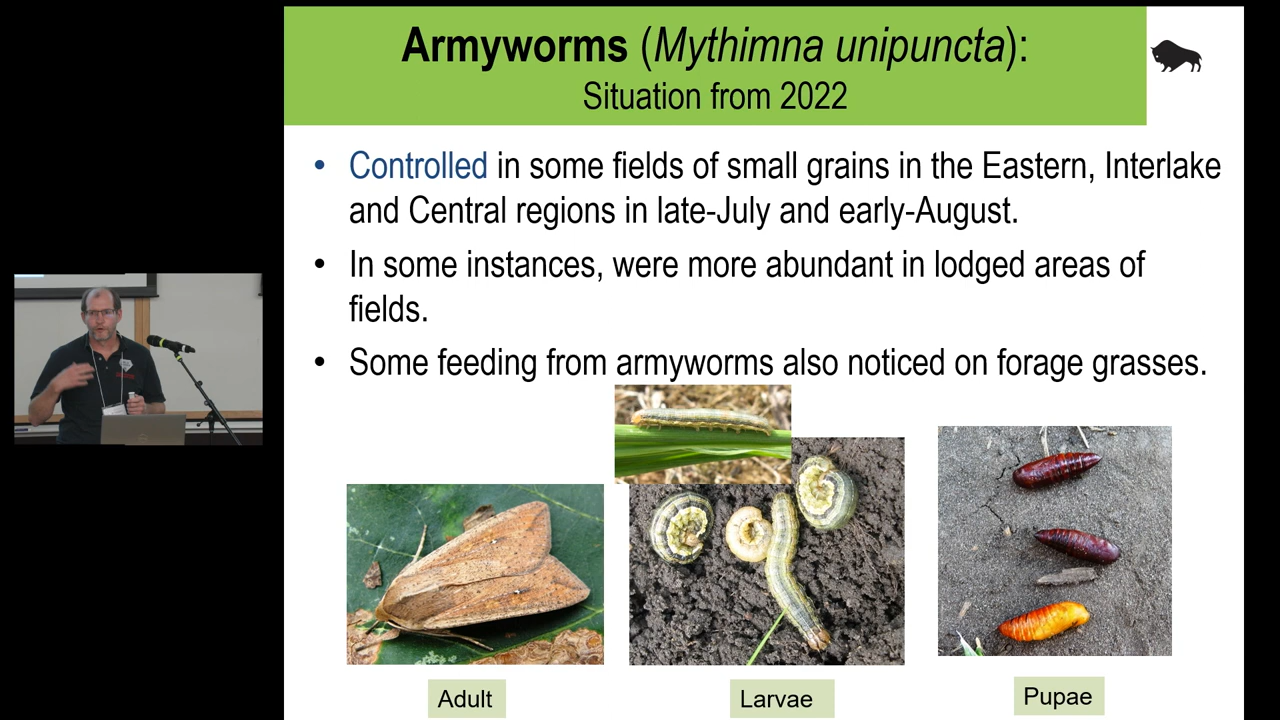 Armyworms (Mythimna unipuncta):
Situation from 2022
• Controlled in some fields of small grains in the Eastern, Interlake
and Central regions in late-July and early-August.
• In some instances, were more abundant in lodged areas of
fields.
• Some feeding from armyworms also noticed on forage grasses.
Adult
Larvae
Pupae